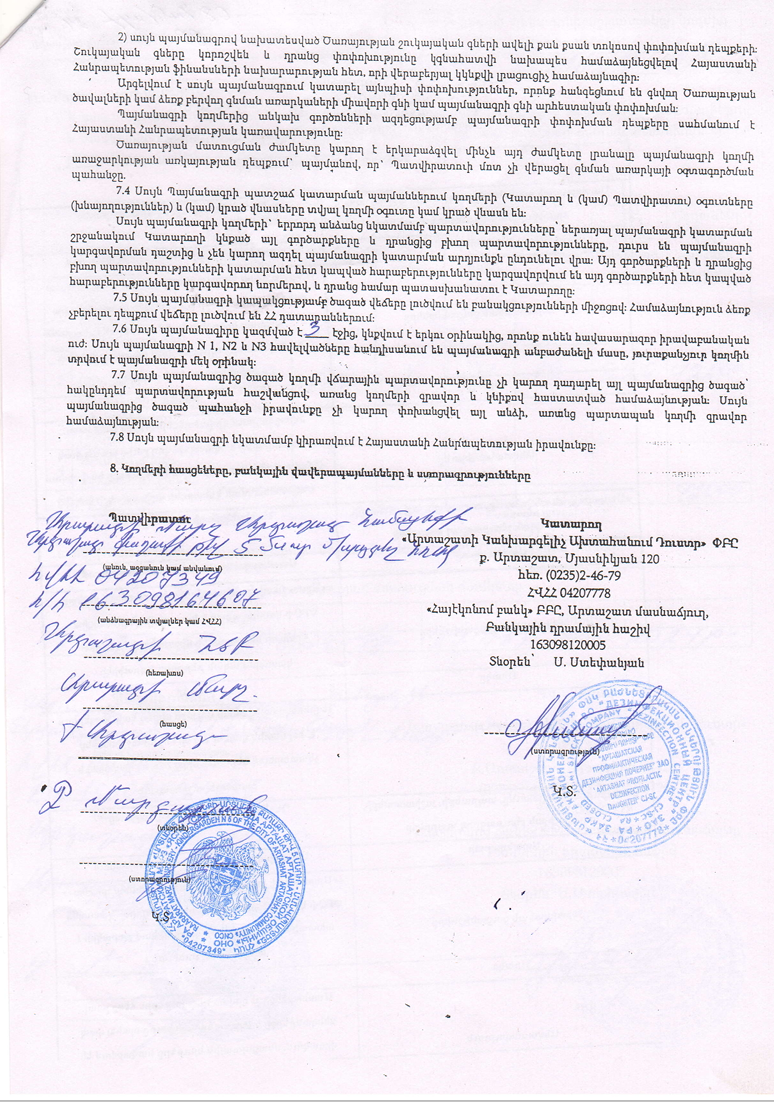 2) սույն պայմանագրով նախատեսված Ծառայության շուկայական գների ավելի քան քսան տոկոսով փոփոխման դեպքերի:
Շուկայական գները կորոշվեն և դրանց փոփոխությունը կգնահատվի նախապես համաձայնեցվելով Հայաստանի
Հանրապետության ֆինանսների նախարարության հետ, որի վերաբերյալ կկնքվի լրացուցիչ համաձայնագիր:
Արգելվում է սույն պայմանագրում կատարել այնպիսի փոփոխություններ, որոնք հանգեցնում են գնվող Ծառայության
ծավալների կամ ձեռք բերվող գնման առարկաների միավորի գնի կամ պայմանագրի գնի արհեստական փոփոխման:
Պայմանագրի կողմերից անկախ գործոնների ազդեցությամբ պայմանագրի փոփոխման դեպքերը սահմանում է
Հայաստանի Հանրապետության կառավարությունը:
Ծառայության մատուցման ժամկետը կարող է երկարաձգվել մինչև այդ ժամկետը լրանալը պայմանագրի կողմի
առաջարկության առկայության դեպքում՝ պայմանով, որ՝ Պատվիրատուի մոտ չի վերացել գնման առարկայի օգտագործման
պահանջը.
7.4 Սույն Պայմանագրի պատշաճ կատարման պայմաններում կողմերի (Կատարող և (կամ) Պատվիրատու) օգուտները
(խնայողություններ) և (կամ) կրած վնասները տվյալ կողմի օգուտը կամ կրած վնասն են:
Սույն պայմանագրի կողմերի՝ երրորդ անձանց նկատմամբ պարտավորությունները՝ ներառյալ պայմանագրի կատարման
շրջանակում Կատարողի կնքած այլ գործարքները և դրանցից բխող պարտավորությունները, դուրս են պայմանագրի
կարգավորման դաշտից և չեն կարող ազդել պայմանագրի կատարման արդյունքն ընդունելու վրա: Այդ գործարքների և դրանցից
բխող պարտավորությունների կատարման հետ կապված հարաբերությունները կարգավորվում են այդ գործարքների հետ կապված
հարաբերությունները կարգավորող նորմերով, և դրանց համար պատասխանատու է Կատարողը:
7.5 Սույն պայմանագրի կապակցությամբ ծագած վեճերը լուծվում են բանակցությունների միջոցով: Համաձայնություն ձեռք
չբերելու դեպքում վեճերը լուծվում են ՀՀ դատարաններում:
7.6 Սույն պայմանագիրը կազմված է 3 էջից, կնքվում է երկու օրինակից, որոնք ունեն հավասարազոր իրավաբանական
ուժ: Սույն պայմանագրի N 1, N2 և N3 հավելվածները հանդիսանում են պայմանագրի անբաժանելի մասը, յուրաքանչյուր կողմին
տրվում է պայմանագրի մեկ օրինակ:
7.7 Սույն պայմանագրից ծագած կողմի վճարային պարտավորությունը չի կարող դադարել այլ պայմանագրից ծագած՝
հակընդդեմ պարտավորության հաշվանցով, առանց կողմերի գրավոր և կնիքով հաստատված համաձայնության: Սույն
պայմանագրից ծագած պահանջի իրավունքը չի կարող փոխանցվել այլ անձի, առանց պարտապան կողմի գրավոր
համաձայնության:
7.8 Սույն պայմանագրի նկատմամբ կիրառվում է Հայաստանի Հանրապետության իրավունքը:
8. Կողմերի հասցեները, բանկային վավերապայմանները և ստորագրությունները
Պատվիրատու
(անուն, ազգանուն կամ անվանում)
ՀՎՀՀ 04207349
Հ/Հ 163098164607
(անձնագրային տվյալներ կամ ՀՎՀՀ)
(հեռախոս)
(հասցե)
(տնօրեն)
(ստորագրություն)
Կ.Տ.
Կատարող
«Արտաշատի Կանխարգելիչ Ախտահանում Դուստր» ՓԲԸ
ք. Արտաշատ, Մյասնիկյան 120
հեռ. (0235)2-46-79
ՀՎՀՀ 04207778
«Հայէկոնոմ բանկ» ԲԲԸ, Արտաշատ մասնաճյուղ,
Բանկային դրամային հաշիվ
163098120005
Տնօրեն՝ Ս. Ստեփանյան
(ստորագրություն)
Կ.Տ.
"АРТАШАТСКАЯ
ПРОФИЛАКТИЧЕСКАЯ
ДЕЗИНФЕКЦИЯ ДОЧЕРНЕЕ" ЗАО
DEZINFECTION